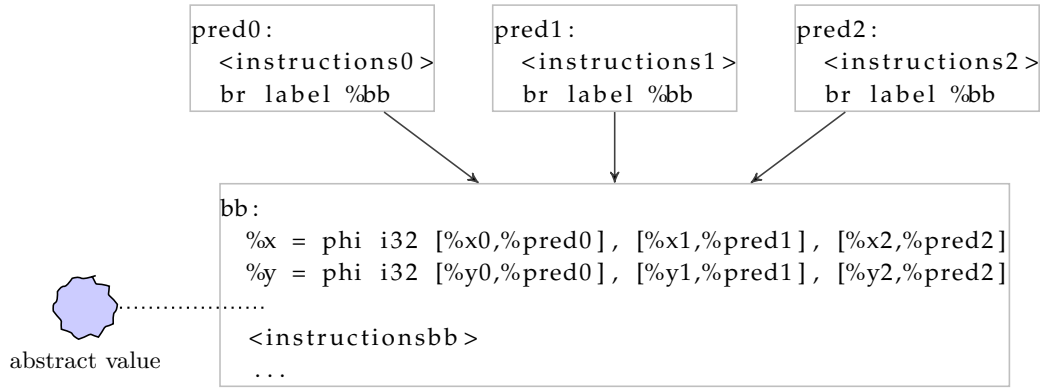 pred0:
<instructions0>
br label %bb
pred1:
<instructions1>
br label %bb
pred2:
<instructions2>
br label %bb
bb:
%x = phi i32 [%x0,%pred0], [%x1,%pred1], [%x2,%pred2]
%y = phi i32 [%y0,%pred0], [%y1,%pred1], [%y2,%pred2]
<instructionsbb>
...
abstract value